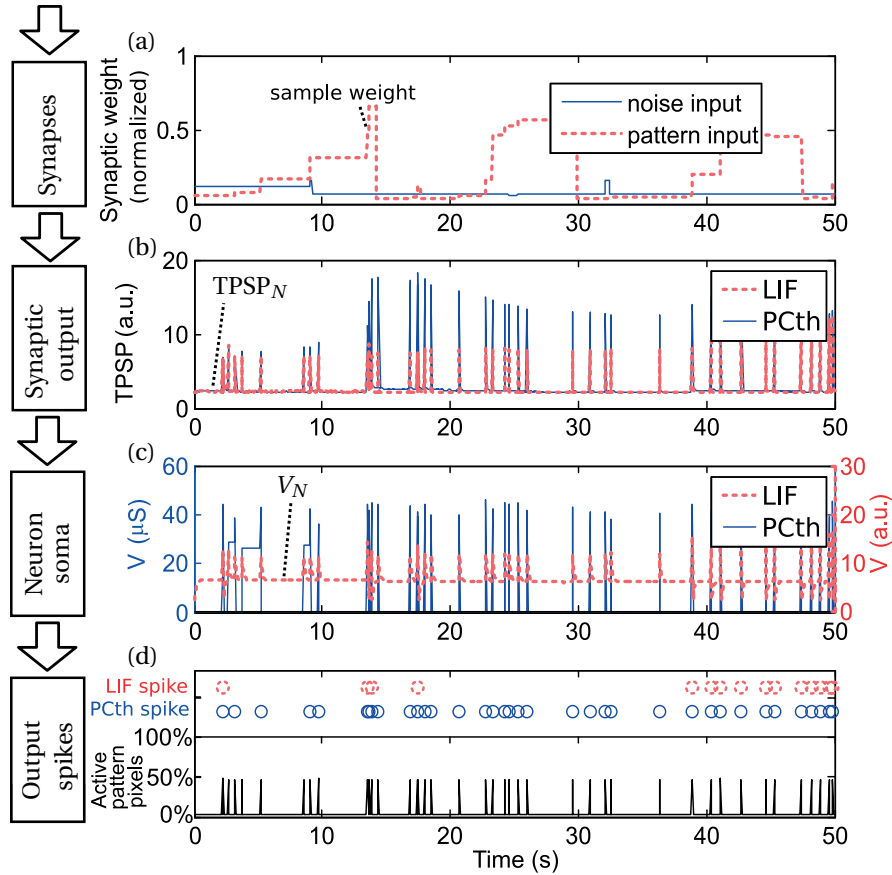 Synapses
Synaptic output
Neuron soma
Output spikes
(a)
Synaptic weight
(normalized)
1
0.5
0
sample weight
noise input
pattern input
0 10 20 30 40 50
(b)
TPSP (a.u.)
20
10
0
TPSP_N
LIF
PCth
0 10 20 30 40 50
(c)
V (µS)
60
40
20
0
V_N
LIF
PCth
30
20
10
0
V (a.u.)
0 10 20 30 40 50
(d)
LIF spike
PCth spike
100%
50%
0%
Active
pattern
pixels
0 10 20 30 40 50
Time (s)